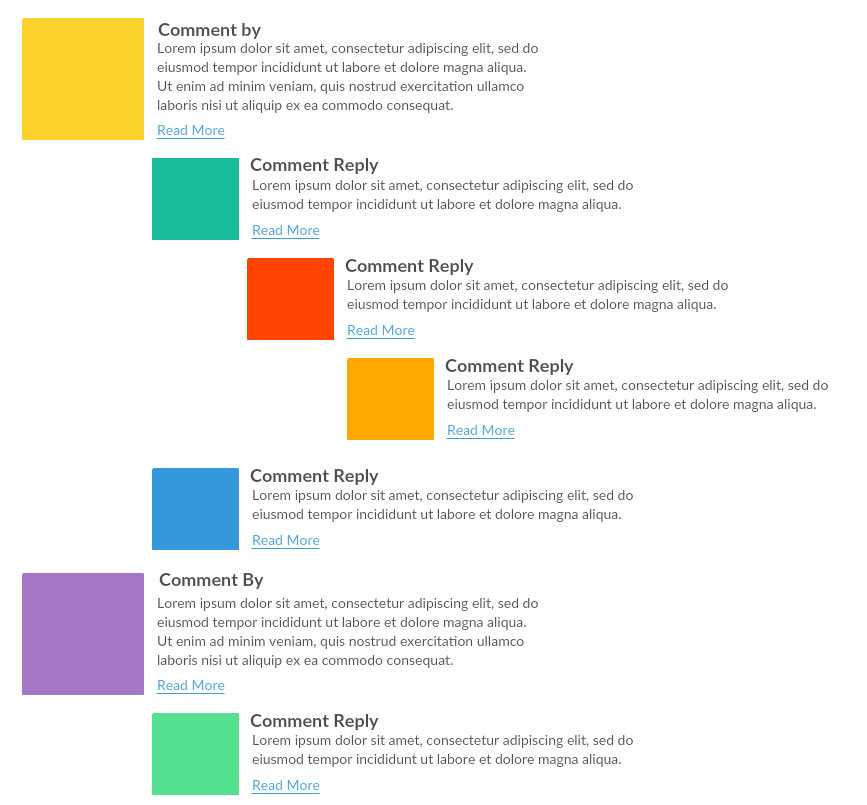 Comment by
Lorem ipsum dolor sit amet, consectetur adipiscing elit, sed do
eiusmod tempor incididunt ut labore et dolore magna aliqua.
Ut enim ad minim veniam, quis nostrud exercitation ullamco
laboris nisi ut aliquip ex ea commodo consequat.
Read More
Comment Reply
Lorem ipsum dolor sit amet, consectetur adipiscing elit, sed do
eiusmod tempor incididunt ut labore et dolore magna aliqua.
Read More
Comment Reply
Lorem ipsum dolor sit amet, consectetur adipiscing elit, sed do
eiusmod tempor incididunt ut labore et dolore magna aliqua.
Read More
Comment Reply
Lorem ipsum dolor sit amet, consectetur adipiscing elit, sed do
eiusmod tempor incididunt ut labore et dolore magna aliqua.
Read More
Comment Reply
Lorem ipsum dolor sit amet, consectetur adipiscing elit, sed do
eiusmod tempor incididunt ut labore et dolore magna aliqua.
Read More
Comment By
Lorem ipsum dolor sit amet, consectetur adipiscing elit, sed do
eiusmod tempor incididunt ut labore et dolore magna aliqua.
Ut enim ad minim veniam, quis nostrud exercitation ullamco
laboris nisi ut aliquip ex ea commodo consequat.
Read More
Comment Reply
Lorem ipsum dolor sit amet, consectetur adipiscing elit, sed do
eiusmod tempor incididunt ut labore et dolore magna aliqua.
Read More